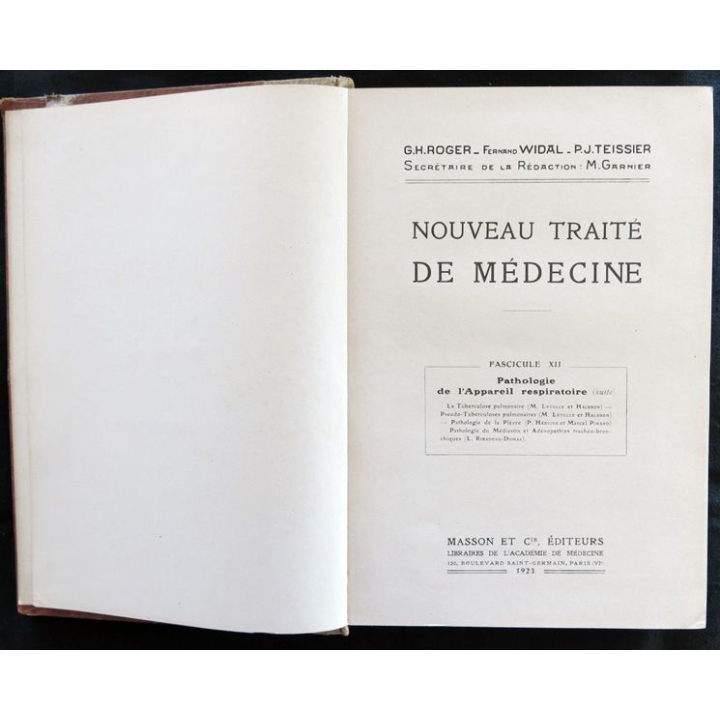 G.H.ROGER _ FERNAND WIDAL _ P.J.TEISSIER
SECRÉTAIRE DE LA RÉDACTION : M.GARNIER
NOUVEAU TRAITÉ
DE MÉDECINE
FASCICULE XII
Pathologie
de l'Appareil respiratoire (suite)
La Tuberculose pulmonaire (M. LETULLE et HALBRON) —
Pseudo-Tuberculoses pulmonaires (M. LETULLE et HALBRON)
— Pathologie de la Plèvre (P. HARVIER et MARCEL PINARD)
— Pathologie du Médiastin et Adénopathies trachéo-bron-
chiques (L. RIBADEAU-DUMAS).
MASSON ET Cie, ÉDITEURS
LIBRAIRES DE L'ACADÉMIE DE MÉDECINE
120, BOULEVARD SAINT-GERMAIN, PARIS (VIe)
1923